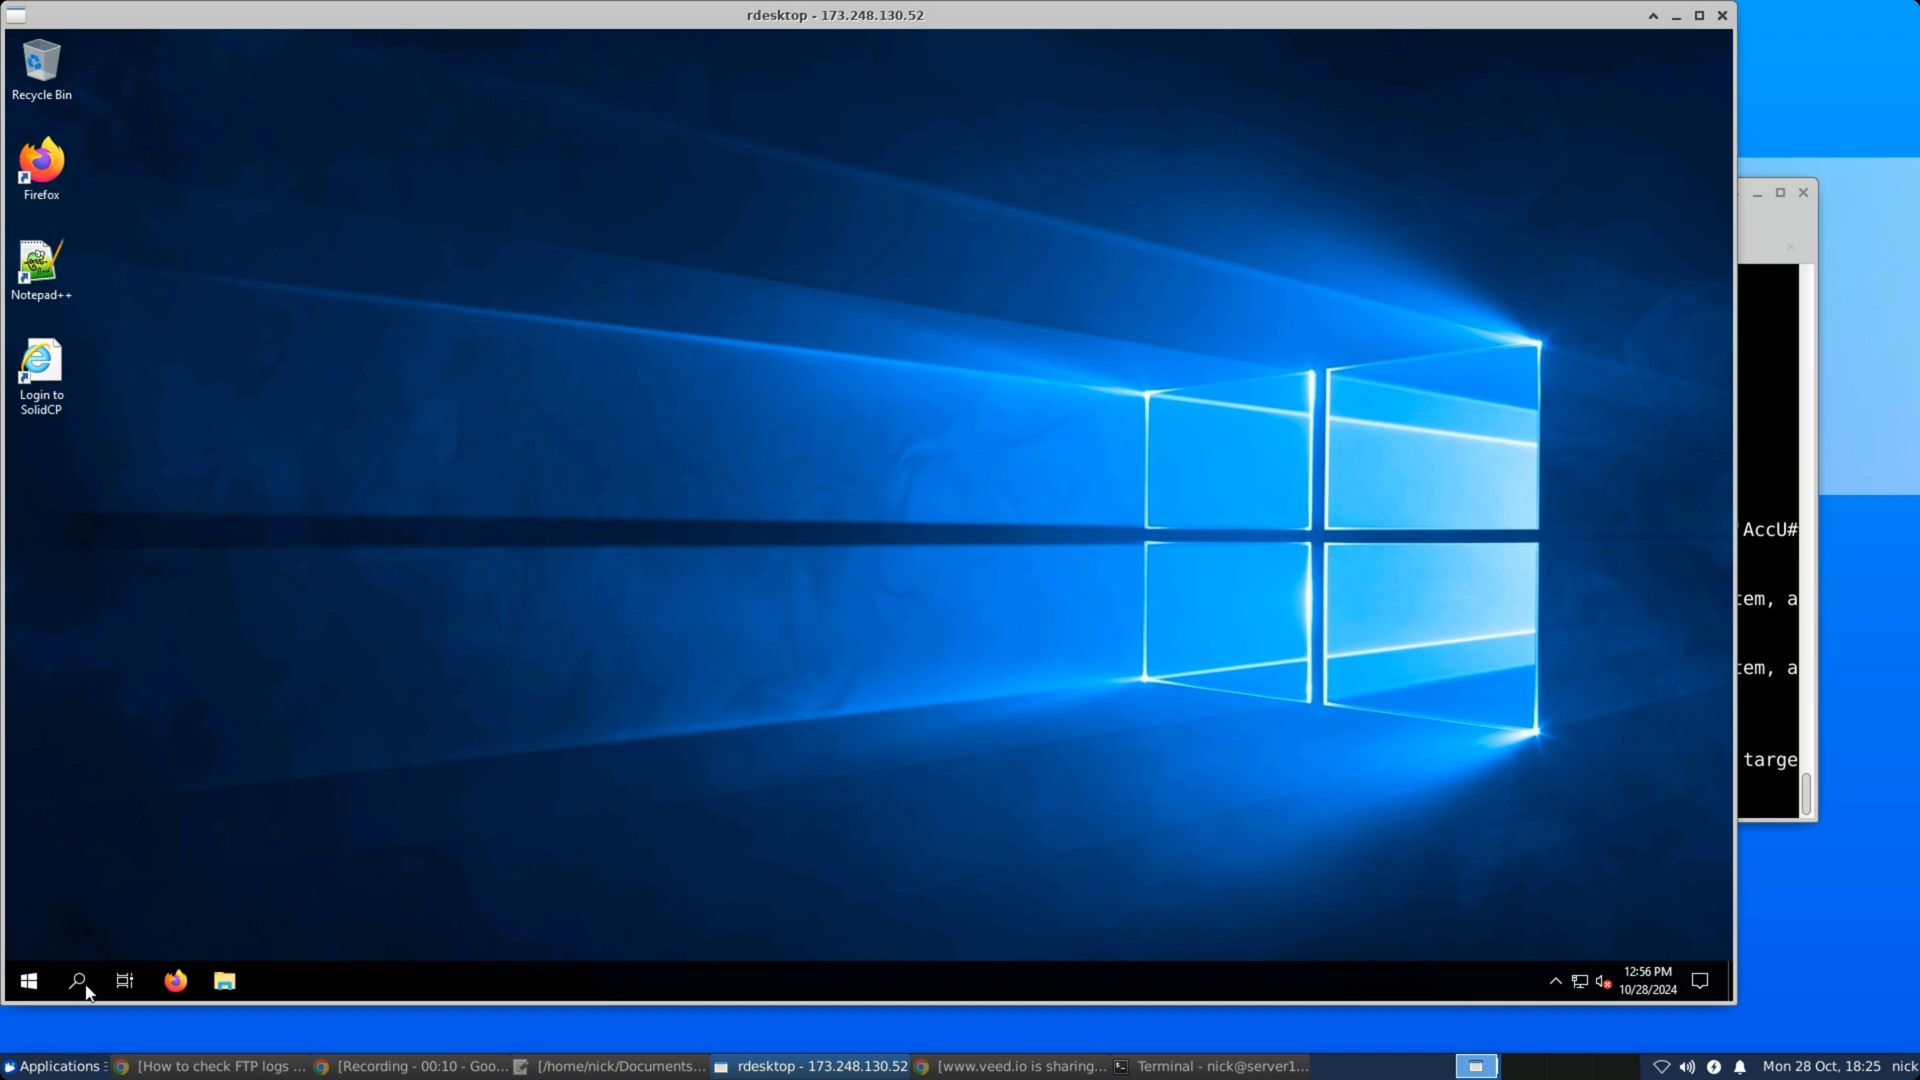 rdesktop - 173.248.130.52
Recycle Bin
Firefox
Notepad++
Login to
SolidCP
AccU#
tem, a
tem, a
targe
12:56 PM
10/28/2024
Applications
[How to check FTP logs ...
[Recording - 00:10 - Goo...
[/home/nick/Documents...
rdesktop - 173.248.130.52
[www.veed.io is sharing...
Terminal - nick@server1...
Mon 28 Oct, 18:25
nick